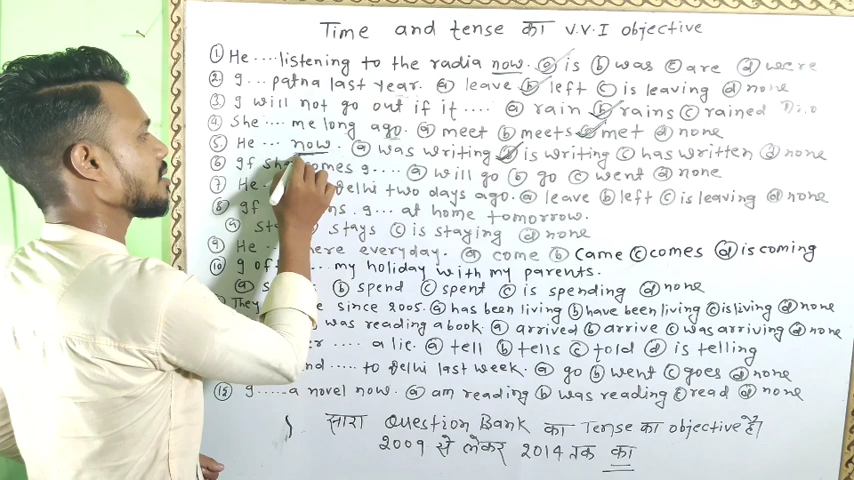 Time and tense का V.V.I objective
① He ....listening to the radia now. ⓐ is ⓑ was ⓒ are ⓓ were
② I... patna last year. ⓐ leave ⓑ left ⓒ is leaving ⓓ none
③ I will not go out if it .... ⓐ rain ⓑ rains ⓒ rained
④ She .... me long ago. ⓐ meet ⓑ meets ⓒ met ⓓ none
⑤ He ... now. ⓐ was writing ⓑ is writing ⓒ has written ⓓ none
⑥ If She comes I.... ⓐ will go ⓑ go ⓒ went ⓓ none
⑦ He Delhi two days ago. ⓐ leave ⓑ left ⓒ is leaving ⓓ none
⑧ If I... at home tomorrow.
ⓐ stays ⓒ is staying ⓓ none
⑨ He everyday. ⓐ come ⓑ came ⓒ comes ⓓ is coming
⑩ I ... my holiday with my parents.
ⓐ ⓑ spend ⓒ spent ⓒ is spending ⓓ none
They since 2005. ⓐ has been living ⓑ have been living ⓒ is living ⓓ none
was reading a book. ⓐ arrived ⓑ arrive ⓒ was arriving ⓓ none
.... a lie. ⓐ tell ⓑ tells ⓒ told ⓓ is telling
.... to Delhi last week. ⓐ go ⓑ went ⓒ goes ⓓ none
⑮ I.....a novel now. ⓐ am reading ⓑ was reading ⓒ read ⓓ none
सारा Question Bank का Tense का objective है।
2009 से लेकर 2014 तक का